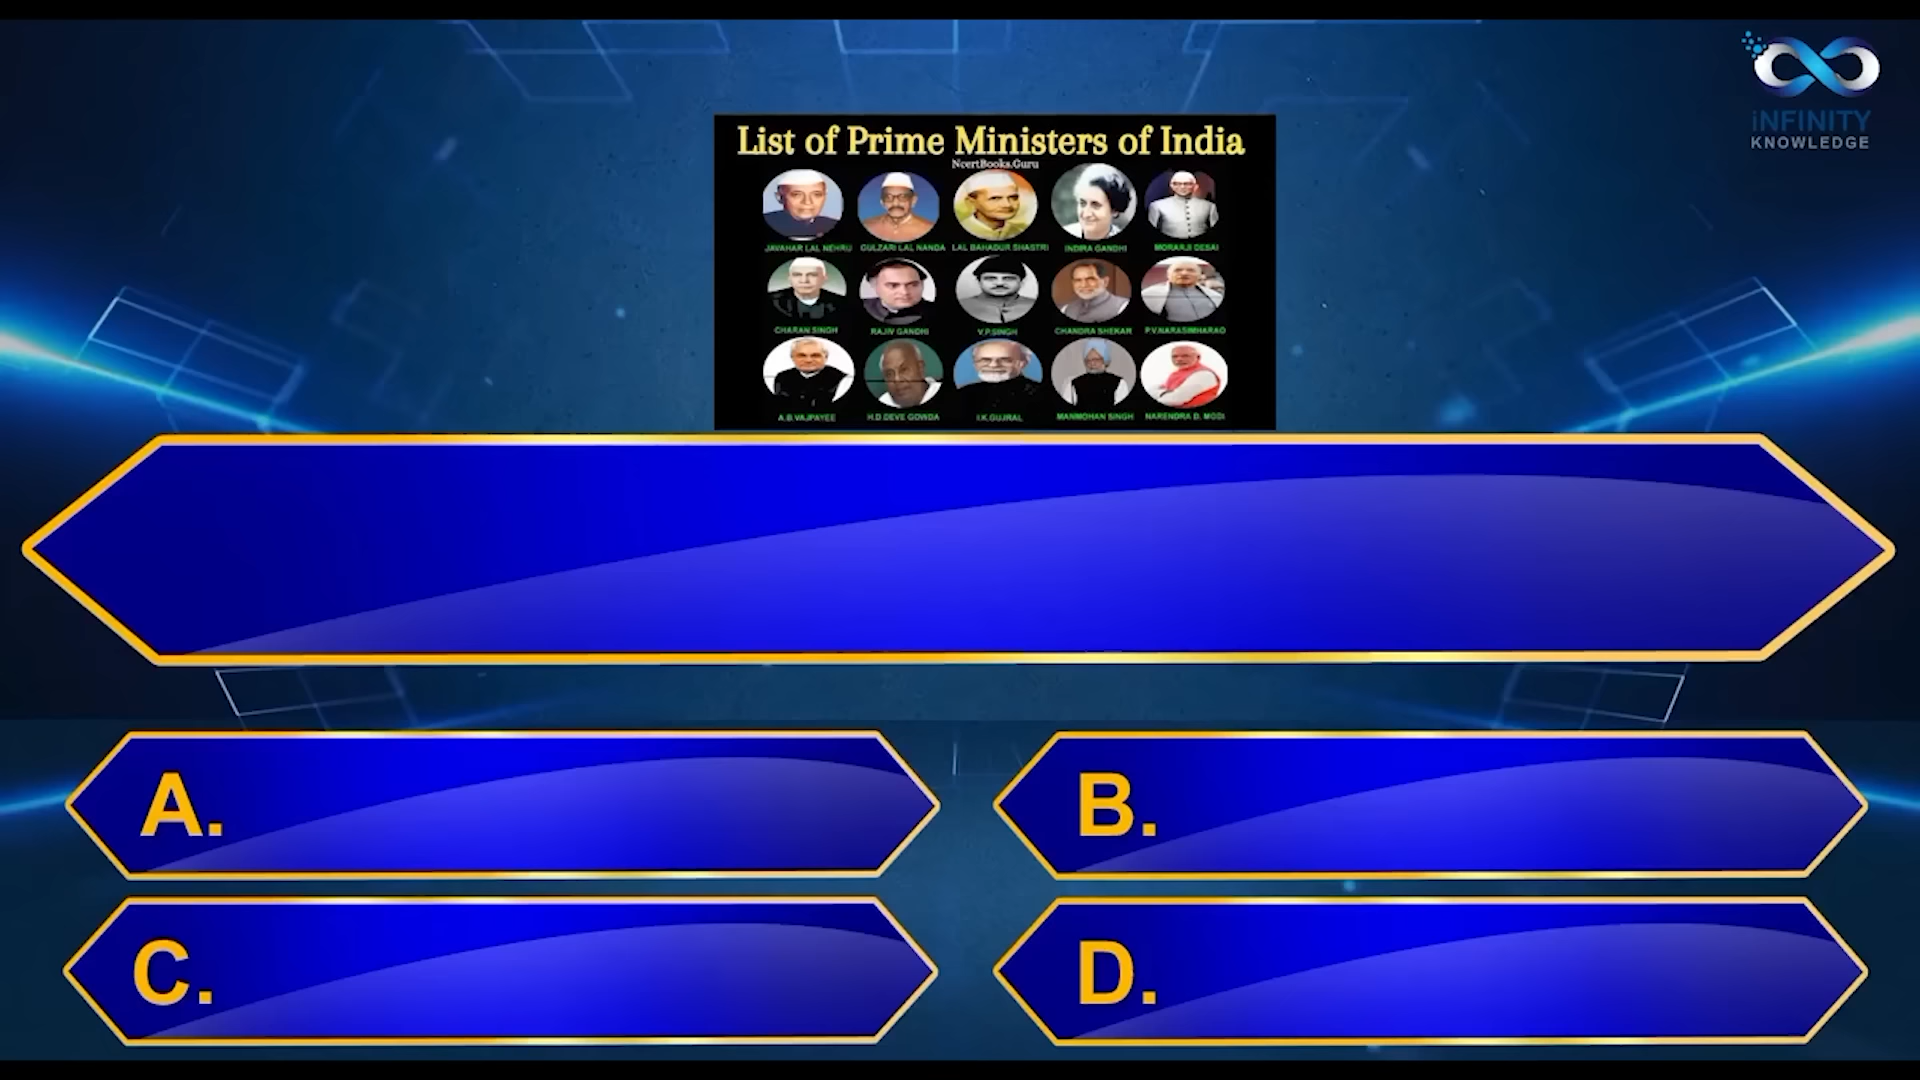 iNFINITY
KNOWLEDGE
List of Prime Ministers of India
NcertBooks.Guru
JAVAHAR LAL NEHRU GULZARI LAL NANDA LAL BAHADUR SHASTRI INDIRA GANDHI MORARJI DESAI
CHARAN SINGH RAJIV GANDHI V.P.SINGH CHANDRA SHEKAR P.V.NARASIMHARAO
A.B.VAJPAYEE H.D.DEVE GOWDA I.K.GUJRAL MANMOHAN SINGH NARENDRA D. MODI
A. B.
C. D.